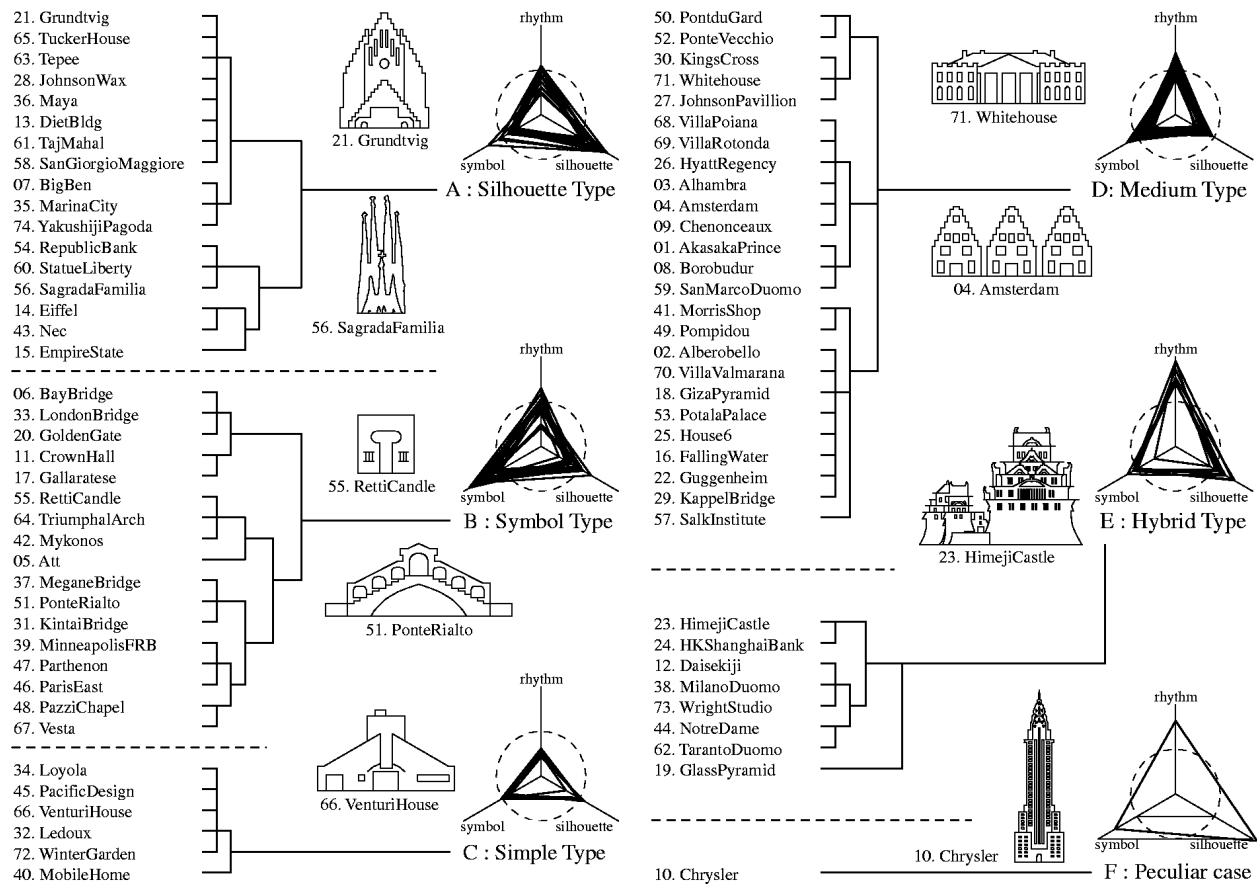 21. Grundtvig
65. TuckerHouse
63. Tepee
28. JohnsonWax
36. Maya
13. DietBldg
61. TajMahal
58. SanGiorgioMaggiore
07. BigBen
35. MarinaCity
74. YakushijiPagoda
54. RepublicBank
60. StatueLiberty
56. SagradaFamilia
14. Eiffel
43. Nec
15. EmpireState
21. Grundtvig
56. SagradaFamilia
rhythm
symbol
silhouette
A : Silhouette Type
06. BayBridge
33. LondonBridge
20. GoldenGate
11. CrownHall
17. Gallaratese
55. RettiCandle
64. TriumphalArch
42. Mykonos
05. Att
37. MeganeBridge
51. PonteRialto
31. KintaiBridge
39. MinneapolisFRB
47. Parthenon
46. ParisEast
48. PazziChapel
67. Vesta
55. RettiCandle
51. PonteRialto
rhythm
symbol
silhouette
B : Symbol Type
34. Loyola
45. PacificDesign
66. VenturiHouse
32. Ledoux
72. WinterGarden
40. MobileHome
66. VenturiHouse
rhythm
symbol
silhouette
C : Simple Type
50. PontduGard
52. PonteVecchio
30. KingsCross
71. Whitehouse
27. JohnsonPavillion
68. VillaPoiana
69. VillaRotonda
26. HyattRegency
03. Alhambra
04. Amsterdam
09. Chenonceaux
01. AkasakaPrince
08. Borobudur
59. SanMarcoDuomo
41. MorrisShop
49. Pompidou
02. Alberobello
70. VillaValmarana
18. GizaPyramid
53. PotalaPalace
25. House6
16. FallingWater
22. Guggenheim
29. KappelBridge
57. SalkInstitute
71. Whitehouse
04. Amsterdam
rhythm
symbol
silhouette
D: Medium Type
23. HimejiCastle
rhythm
symbol
silhouette
E : Hybrid Type
23. HimejiCastle
24. HKShanghaiBank
12. Daisekiji
38. MilanoDuomo
73. WrightStudio
44. NotreDame
62. TarantoDuomo
19. GlassPyramid
10. Chrysler
10. Chrysler
rhythm
symbol
silhouette
F : Peculiar case